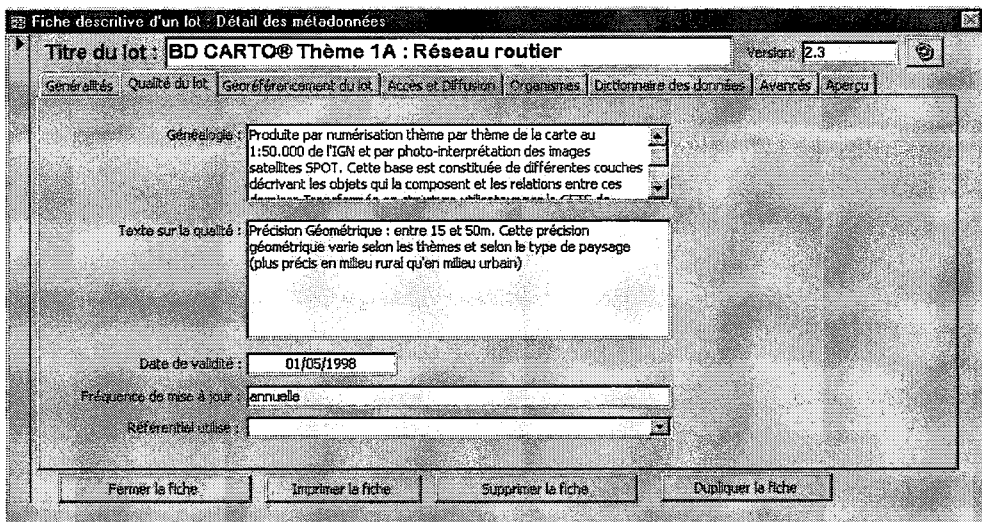 Fiche descriptive d'un lot : Détail des métadonnées
Titre du lot : BD CARTO® Thème 1A : Réseau routier Version: 2.3
Généralités Qualité du lot Georéférencement du lot Accès et Diffusion Organismes Dictionnaire des données Avancés Aperçu
Généalogie : Produite par numérisation thème par thème de la carte au
1:50.000 de l'IGN et par photo-interprétation des images
satellites SPOT. Cette base est constituée de différentes couches
décrivant les objets qui la composent et les relations entre ces
Texte sur la qualité : Précision Géométrique : entre 15 et 50m. Cette précision
géométrique varie selon les thèmes et selon le type de paysage
(plus précis en milieu rural qu'en milieu urbain)
Date de validité : 01/05/1998
Fréquence de mise à jour : annuelle
Référentiel utilisé :
Fermer la fiche Imprimer la fiche Supprimer la fiche Dupliquer la fiche